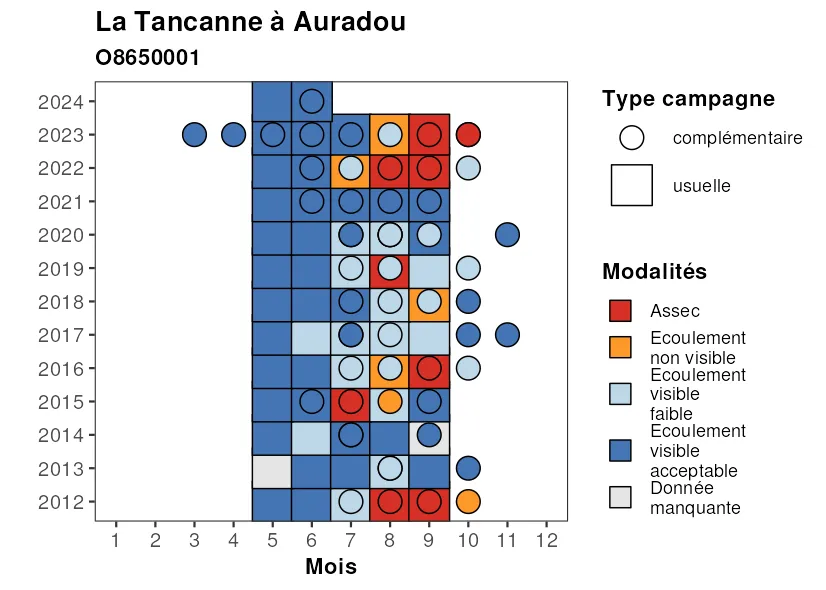 La Tancanne à Auradou
O8650001
2024
2023
2022
2021
2020
2019
2018
2017
2016
2015
2014
2013
2012
1 2 3 4 5 6 7 8 9 10 11 12
Mois
Type campagne
complémentaire
usuelle
Modalités
Assec
Ecoulement
non visible
Ecoulement
visible
faible
Ecoulement
visible
acceptable
Donnée
manquante